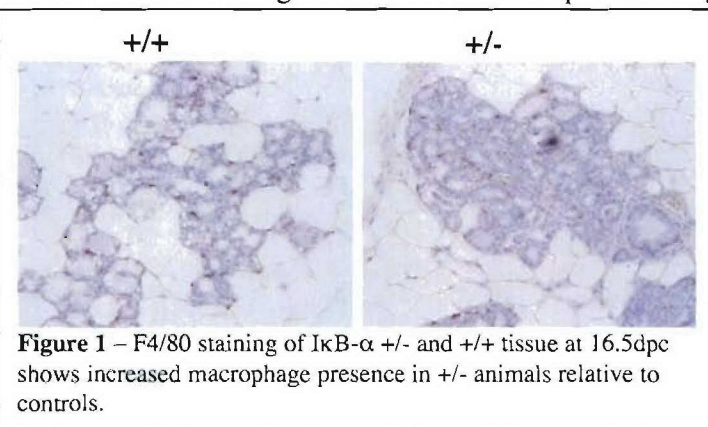 +/+ +/-
Figure 1 – F4/80 staining of IκB-α +/- and +/+ tissue at 16.5dpc
shows increased macrophage presence in +/- animals relative to
controls.